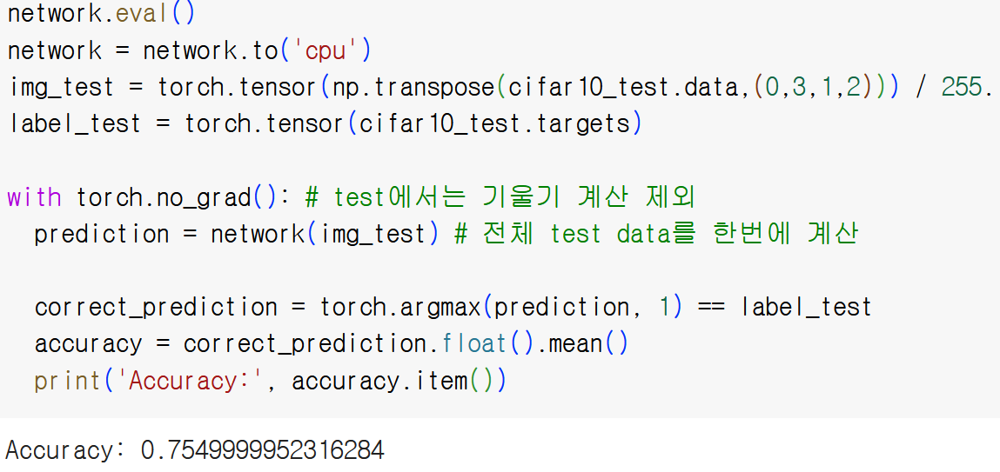 network.eval()
network = network.to('cpu')
img_test = torch.tensor(np.transpose(cifar10_test.data,(0,3,1,2))) / 255.
label_test = torch.tensor(cifar10_test.targets)
with torch.no_grad(): # test에서는 기울기 계산 제외
prediction = network(img_test) # 전체 test data를 한번에 계산
correct_prediction = torch.argmax(prediction, 1) == label_test
accuracy = correct_prediction.float().mean()
print('Accuracy:', accuracy.item())
Accuracy: 0.7549999952316284